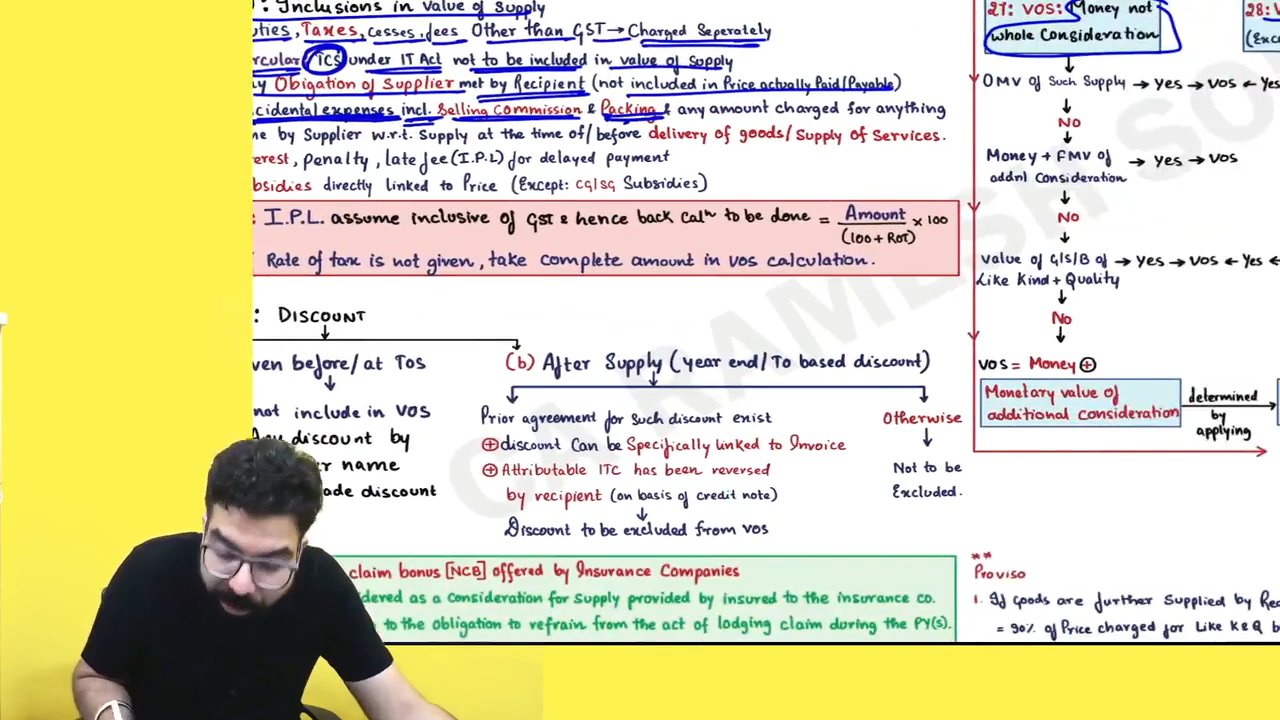 : Inclusions in Value of Supply
uties, Taxes, cesses, fees Other than GST → Charged Seperately
rcular TCS under IT Act not to be included in value of Supply
y Obigation of Supplier met by Recipient (not included in Price actually Paid/Payable)
cidental expenses incl. Selling Commission & Packing & any amount charged for anything
ne by Supplier w.r.t. Supply at the time of/before delivery of goods/Supply of Services.
erest, penalty, late fee (I.P.L) for delayed payment
bsidies directly linked to Price (Except: CG/SG Subsidies)
: I.P.L. assume inclusive of GST & hence back calⁿ to be done = Amount / (100 + ROT) × 100
Rate of tax is not given, take complete amount in VOS calculation.
: DISCOUNT
ven before/at TOS
not include in VOS
Any discount by
r name
ade discount
(b) After Supply (year end/TO based discount)
Prior agreement for such discount exist
⊕ discount Can be Specifically linked to Invoice
⊕ Attributable ITC has been reversed
by recipient (on basis of credit note)
Discount to be excluded from VOS
Otherwise
Not to be
Excluded.
claim bonus [NCB] offered by Insurance Companies
dered as a consideration for supply provided by insured to the insurance co.
to the obligation to refrain from the act of lodging claim during the PY(s).
27: VOS: Money not
whole Consideration
OMV of Such Supply → Yes → VOS ← Ye
NO
Money + FMV of → Yes → VOS
addnl Consideration
NO
value of G/S/B of → Yes → VOS ← Yes ←
Like Kind + Quality
NO
VOS = Money ⊕
Monetary value of
additional consideration
determined
by
applying
28:
(Exc
**
Proviso
1. If Goods are further Supplied by Rec
= 90% of Price charged for Like K&Q b
CA RAMESH SO